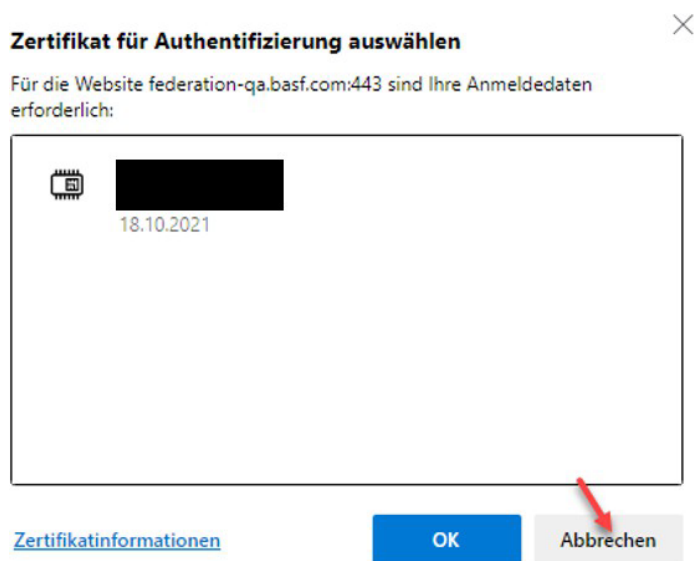 Zertifikat für Authentifizierung auswählen
Für die Website federation-qa.basf.com:443 sind Ihre Anmeldedaten
erforderlich:
18.10.2021
Zertifikatinformationen
OK
Abbrechen